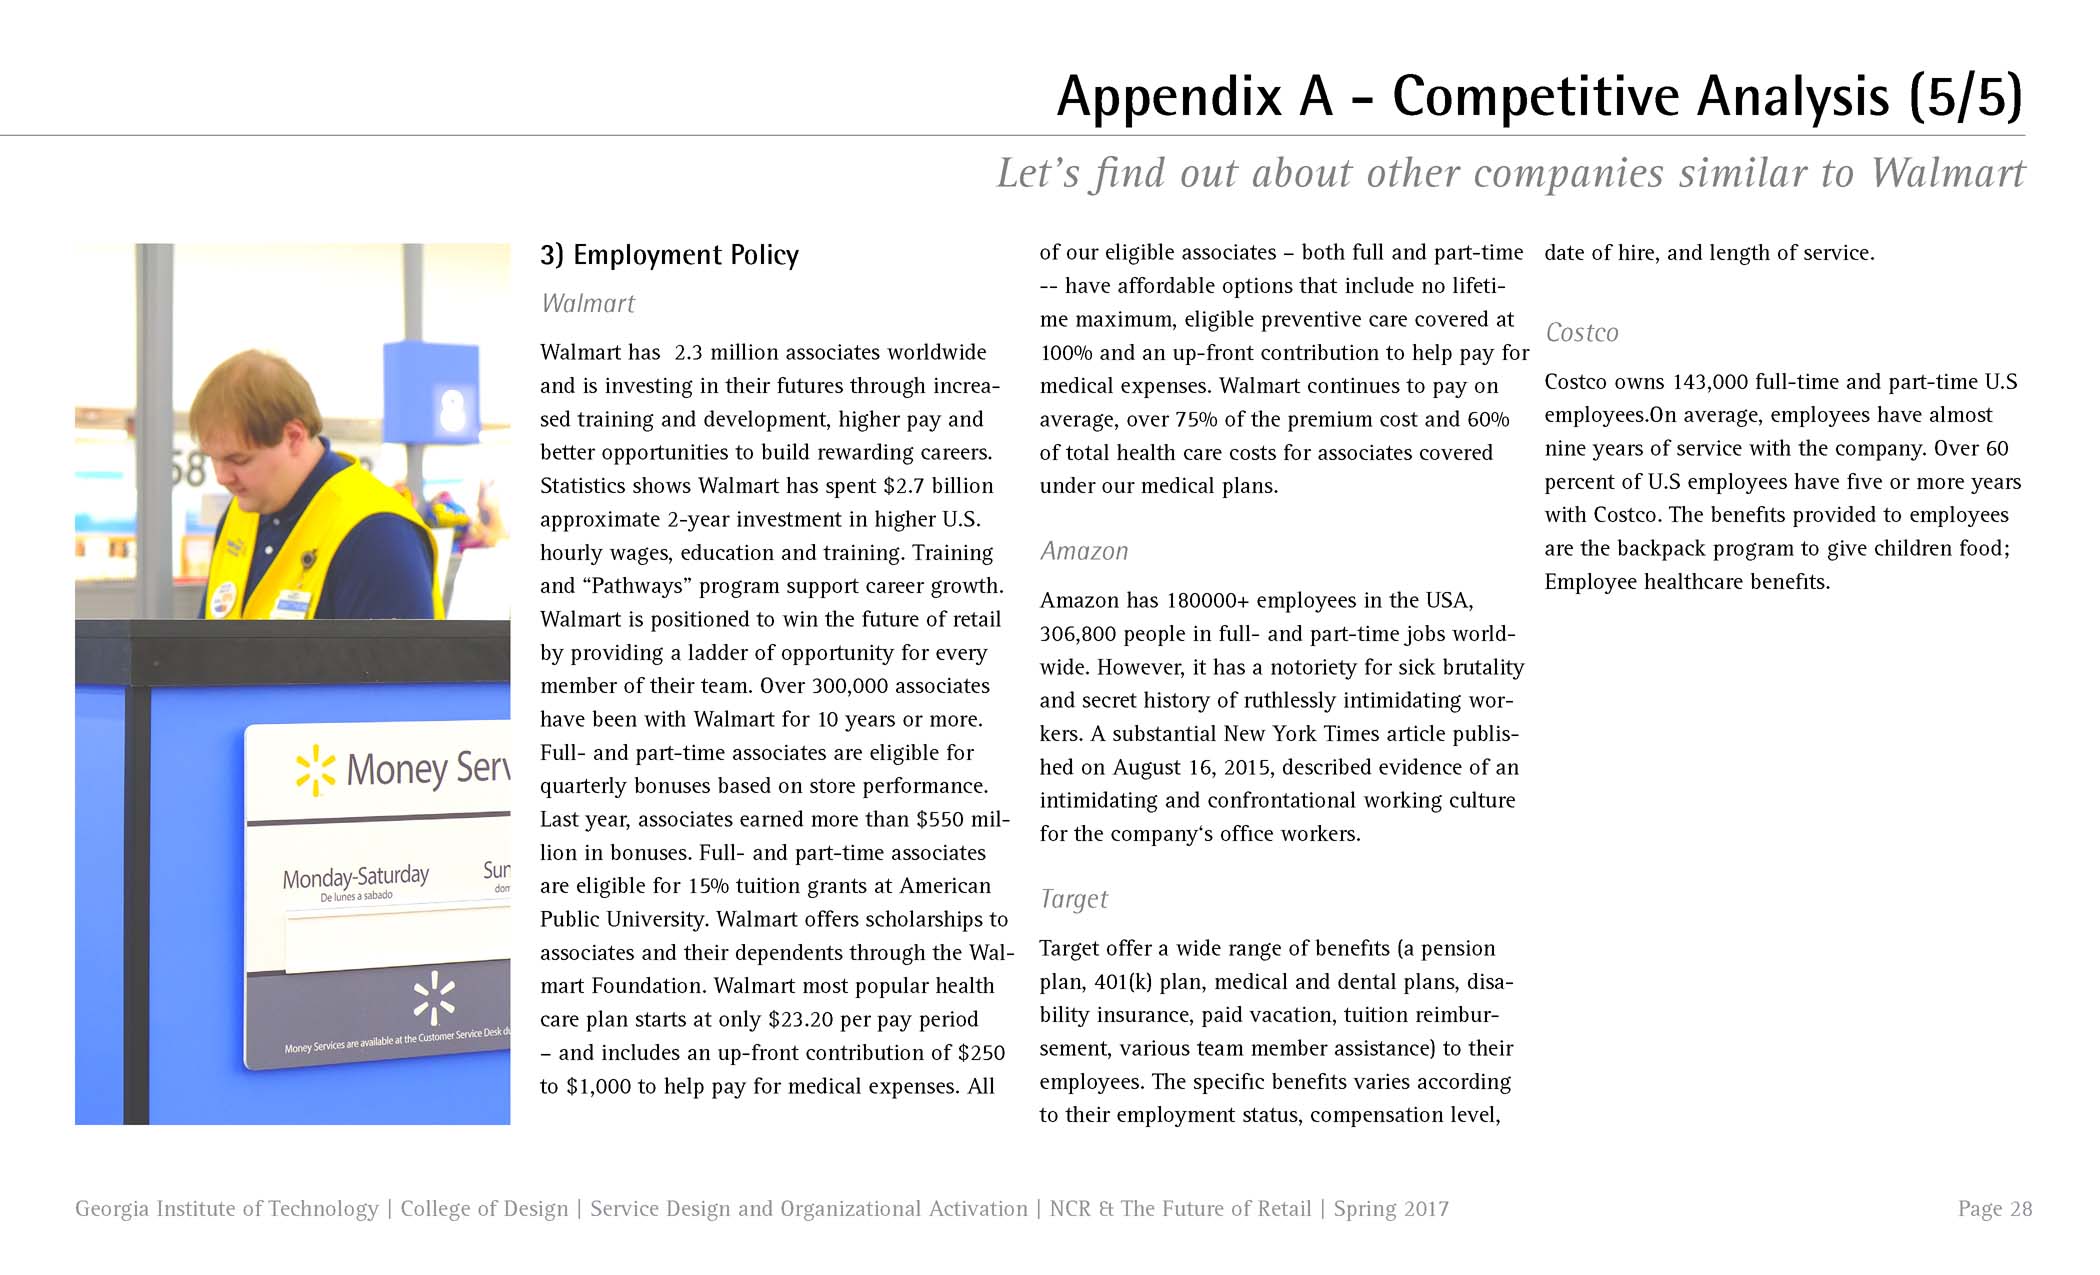 Appendix A - Competitive Analysis (5/5)
Let's find out about other companies similar to Walmart
8
58
Money Serv
Monday-Saturday
De lunes a sabado
Sun
dom
Money Services are available at the Customer Service Desk du
3) Employment Policy
Walmart
Walmart has  2.3 million associates worldwide
and is investing in their futures through increa-
sed training and development, higher pay and
better opportunities to build rewarding careers.
Statistics shows Walmart has spent $2.7 billion
approximate 2-year investment in higher U.S.
hourly wages, education and training. Training
and “Pathways” program support career growth.
Walmart is positioned to win the future of retail
by providing a ladder of opportunity for every
member of their team. Over 300,000 associates
have been with Walmart for 10 years or more.
Full- and part-time associates are eligible for
quarterly bonuses based on store performance.
Last year, associates earned more than $550 mil-
lion in bonuses. Full- and part-time associates
are eligible for 15% tuition grants at American
Public University. Walmart offers scholarships to
associates and their dependents through the Wal-
mart Foundation. Walmart most popular health
care plan starts at only $23.20 per pay period
– and includes an up-front contribution of $250
to $1,000 to help pay for medical expenses. All
of our eligible associates – both full and part-time
-- have affordable options that include no lifeti-
me maximum, eligible preventive care covered at
100% and an up-front contribution to help pay for
medical expenses. Walmart continues to pay on
average, over 75% of the premium cost and 60%
of total health care costs for associates covered
under our medical plans.
Amazon
Amazon has 180000+ employees in the USA,
306,800 people in full- and part-time jobs world-
wide. However, it has a notoriety for sick brutality
and secret history of ruthlessly intimidating wor-
kers. A substantial New York Times article publis-
hed on August 16, 2015, described evidence of an
intimidating and confrontational working culture
for the company‘s office workers.
Target
Target offer a wide range of benefits (a pension
plan, 401(k) plan, medical and dental plans, disa-
bility insurance, paid vacation, tuition reimbur-
sement, various team member assistance) to their
employees. The specific benefits varies according
to their employment status, compensation level,
date of hire, and length of service.
Costco
Costco owns 143,000 full-time and part-time U.S
employees.On average, employees have almost
nine years of service with the company. Over 60
percent of U.S employees have five or more years
with Costco. The benefits provided to employees
are the backpack program to give children food;
Employee healthcare benefits.
Georgia Institute of Technology | College of Design | Service Design and Organizational Activation | NCR & The Future of Retail | Spring 2017
Page 28